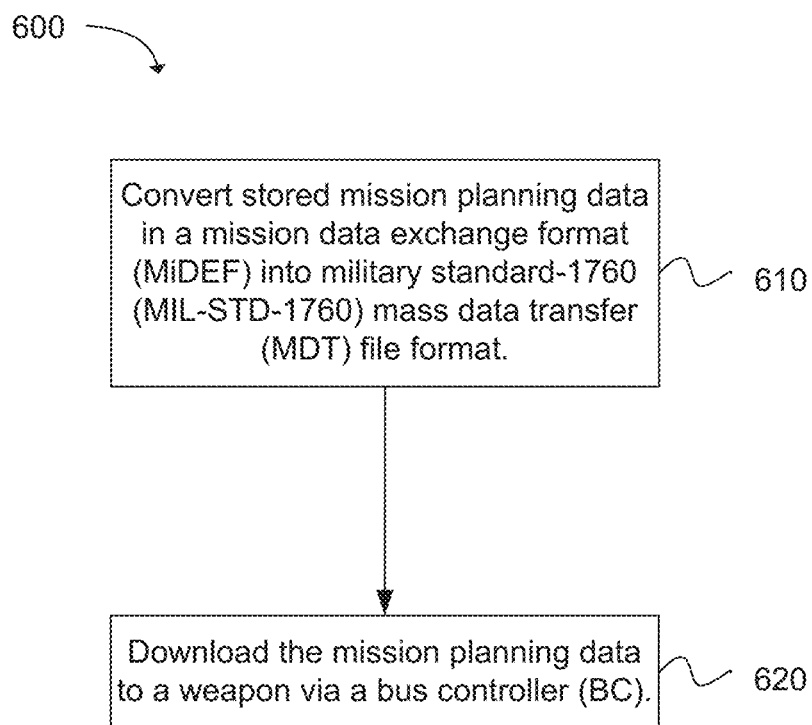 600
Convert stored mission planning data
in a mission data exchange format
(MiDEF) into military standard-1760
(MIL-STD-1760) mass data transfer
(MDT) file format.
610
Download the mission planning data
to a weapon via a bus controller (BC).
620